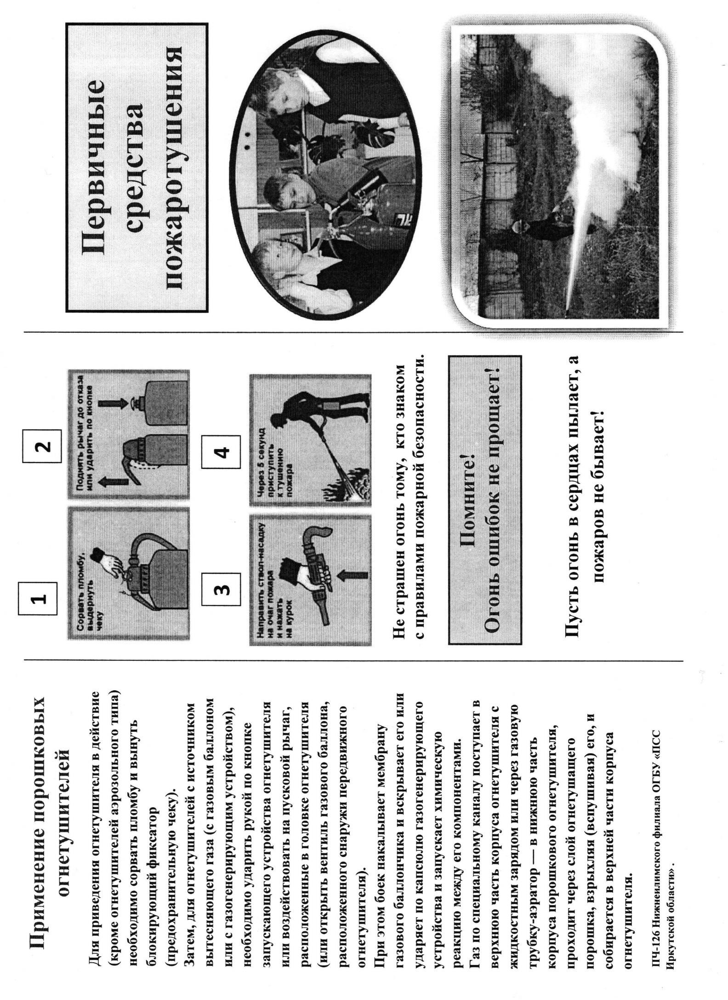 Применение порошковых
огнетушителей
Для приведения огнетушителя в действие
(кроме огнетушителей аэрозольного типа)
необходимо сорвать пломбу и вынуть
блокирующий фиксатор
(предохранительную чеку).
Затем, для огнетушителей с источником
вытесняющего газа (с газовым баллоном
или с газогенерирующим устройством),
необходимо ударить рукой по кнопке
запускающего устройства огнетушителя
или воздействовать на пусковой рычаг,
расположенные в головке огнетушителя
(или открыть вентиль газового баллона,
расположенного снаружи передвижного
огнетушителя).
При этом боек накалывает мембрану
газового баллончика и вскрывает его или
ударяет по капсюлю газогенерирующего
устройства и запускает химическую
реакцию между его компонентами.
Газ по специальному каналу поступает в
верхнюю часть корпуса огнетушителя с
жидкостным зарядом или через газовую
трубку-аэратор — в нижнюю часть
корпуса порошкового огнетушителя,
проходит через слой огнетушащего
порошка, взрыхляя (вспушивая) его, и
собирается в верхней части корпуса
огнетушителя.
ПЧ-126 Нижнеилимского филиала ОГБУ «ПСС
Иркутской области» .
1
Сорвать пломбу,
выдернуть
чеку
2
Поднять рычаг до отказа
или ударить по кнопке
3
Направить ствол-насадку
на очаг пожара
и нажать
на курок
4
Через 5 секунд
приступить
к тушению
пожара
Не страшен огонь тому, кто знаком
с правилами пожарной безопасности.
Помните!
Огонь ошибок не прощает!
Пусть огонь в сердцах пылает, а
пожаров не бывает!
Первичные
средства
пожаротушения